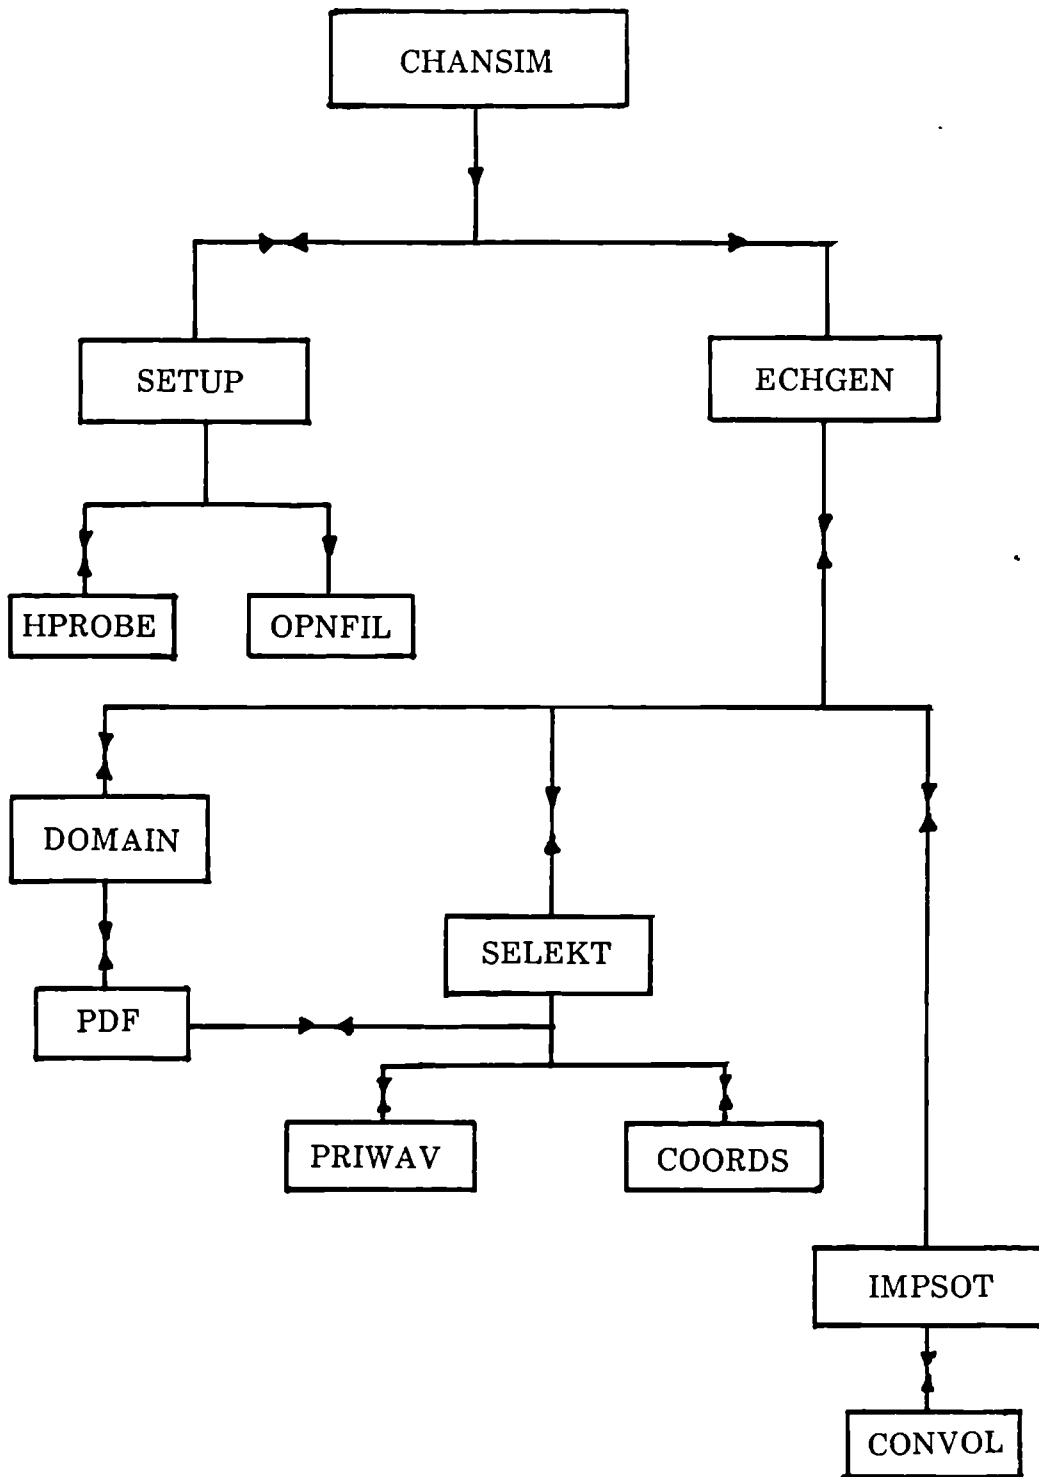 CHANSIM
SETUP
ECHGEN
HPROBE
OPNFIL
DOMAIN
SELEKT
PDF
PRIWAV
COORDS
IMPSOT
CONVOL